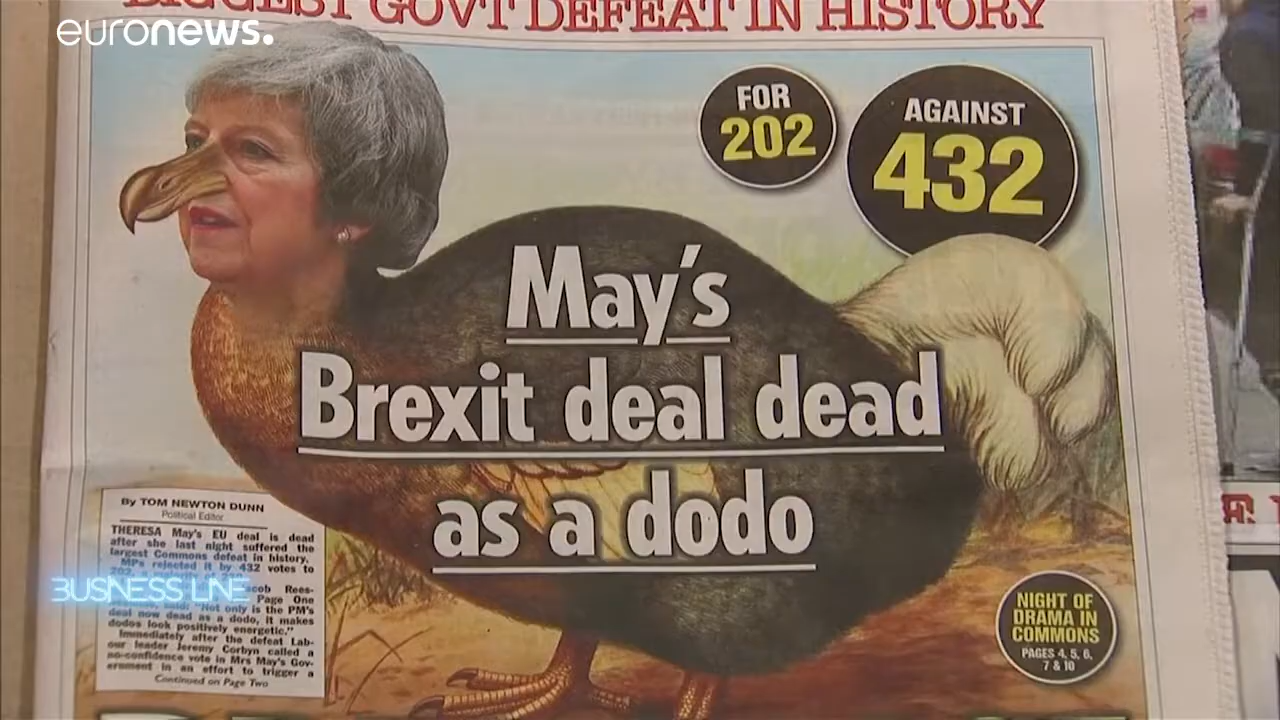 BIGGEST GOVT DEFEAT IN HISTORY
euronews.
FOR
202
AGAINST
432
May's
Brexit deal dead
as a dodo
By TOM NEWTON DUNN
Political Editor
THERESA May's EU deal is dead
after she last night suffered the
largest Commons defeat in history.
MPs rejected it by 432 votes to
202, a
BUSINESS LINE
acob Rees-
Page One
said: "Not only is the PM's
deal now dead as a dodo, it makes
dodos look positively energetic."
Immediately after the defeat Lab-
our leader Jeremy Corbyn called a
no-confidence vote in Mrs May's Gov-
ernment in an effort to trigger a
Continued on Page Two
NIGHT OF
DRAMA IN
COMMONS
PAGES 4, 5, 6,
7 & 10